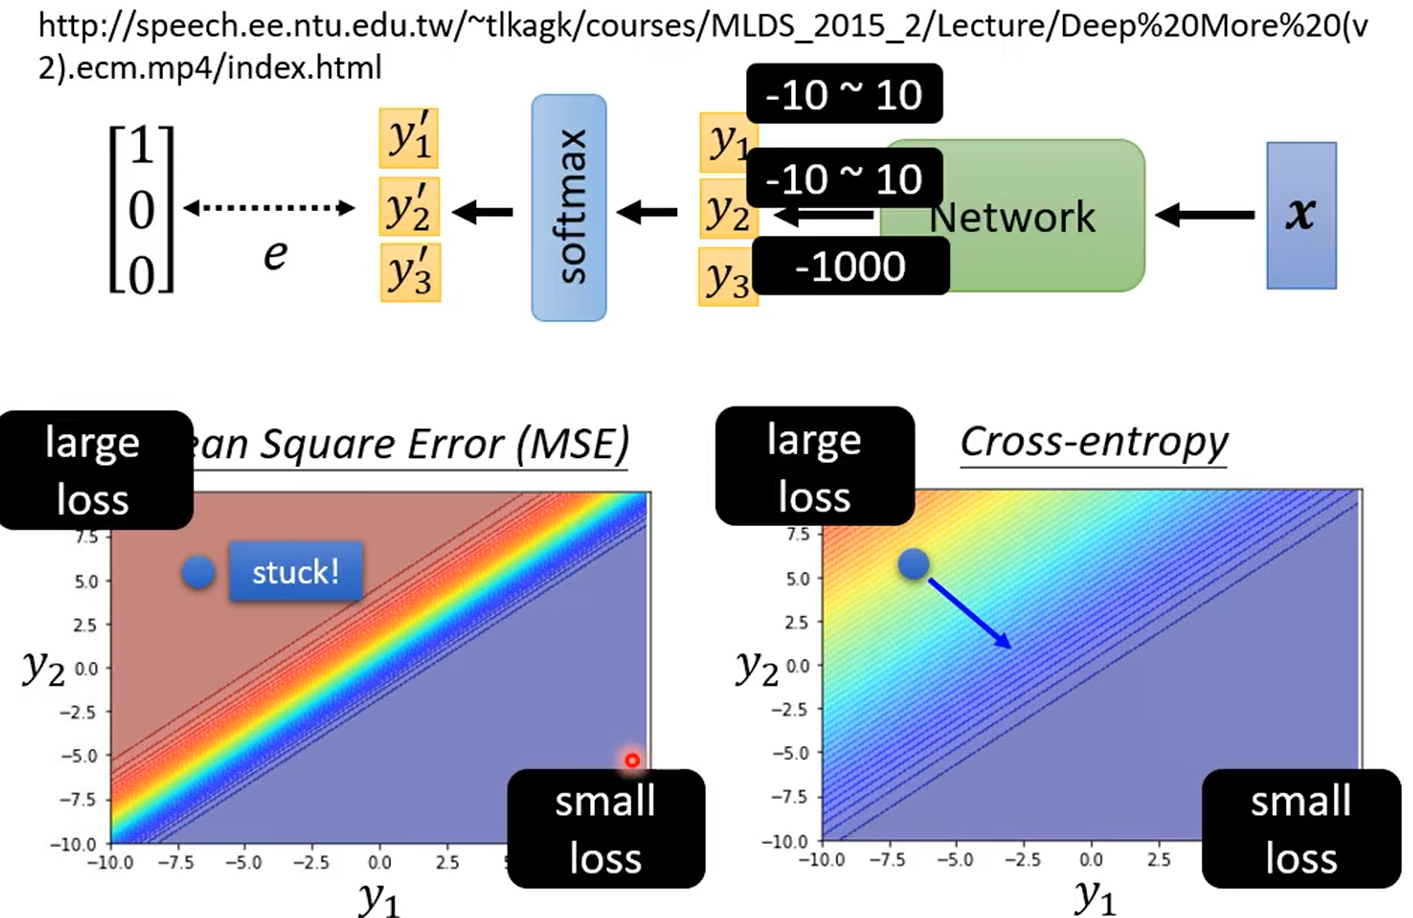 http://speech.ee.ntu.edu.tw/~tlkagk/courses/MLDS_2015_2/Lecture/Deep%20More%20(v
2).ecm.mp4/index.html
-10 ~ 10
1
0
0
e
y′1
y′2
y′3
softmax
y1
y2
y3
-10 ~ 10
-1000
Network
x
large
loss
ean Square Error (MSE)
stuck!
7.5
5.0
2.5
0.0
−2.5
−5.0
−7.5
−10.0
y2
−10.0 −7.5 −5.0 −2.5 0.0 2.5
y1
small
loss
large
loss
Cross-entropy
7.5
5.0
2.5
0.0
−2.5
−5.0
−7.5
−10.0
y2
−10.0 −7.5 −5.0 −2.5 0.0 2.5
y1
small
loss